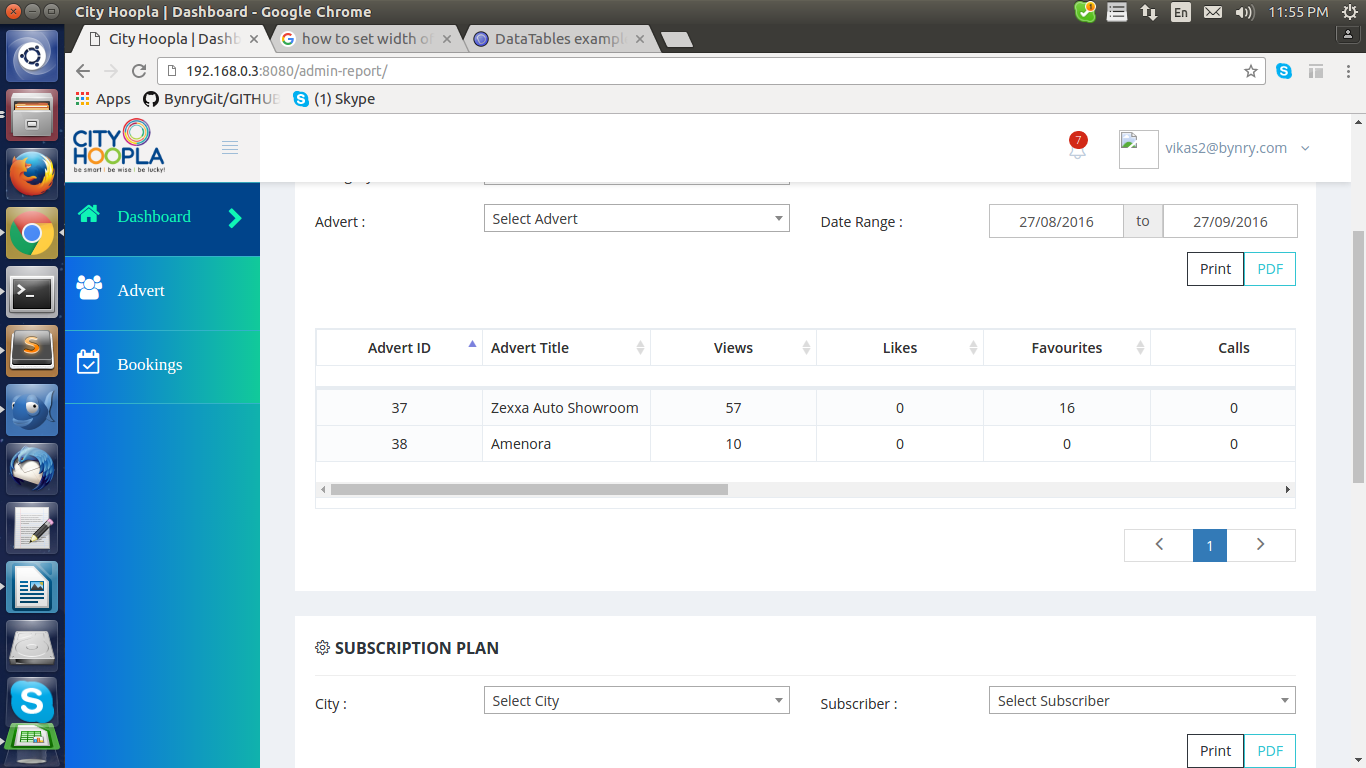 City Hoopla | Dashboard - Google Chrome
En
11:55 PM
City Hoopla | Dashb
how to set width o
DataTables exampl
192.168.0.3:8080/admin-report/
Apps
BynryGit/GITHUB
(1) Skype
CITY
HOOPLA
be smart | be wise | be lucky!
7
vikas2@bynry.com
Dashboard
Advert
Bookings
Advert :
Select Advert
Date Range :
27/08/2016
to
27/09/2016
Print
PDF
Advert ID
Advert Title
Views
Likes
Favourites
Calls
37
Zexxa Auto Showroom
57
0
16
0
38
Amenora
10
0
0
0
1
SUBSCRIPTION PLAN
City :
Select City
Subscriber :
Select Subscriber
Print
PDF